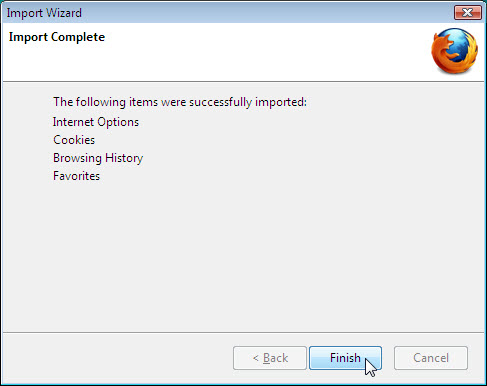 Import Wizard
Import Complete
The following items were successfully imported:
Internet Options
Cookies
Browsing History
Favorites
< Back
Finish
Cancel